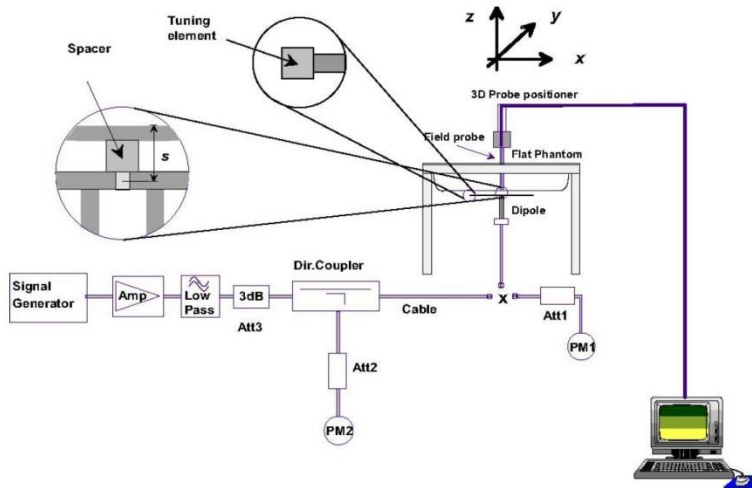 Tuning
element
Spacer
s
z
y
x
3D Probe positioner
Field probe
Flat Phantom
Dipole
Signal
Generator
Amp
Low
Pass
3dB
Att3
Dir.Coupler
Cable
x
Att1
PM1
Att2
PM2